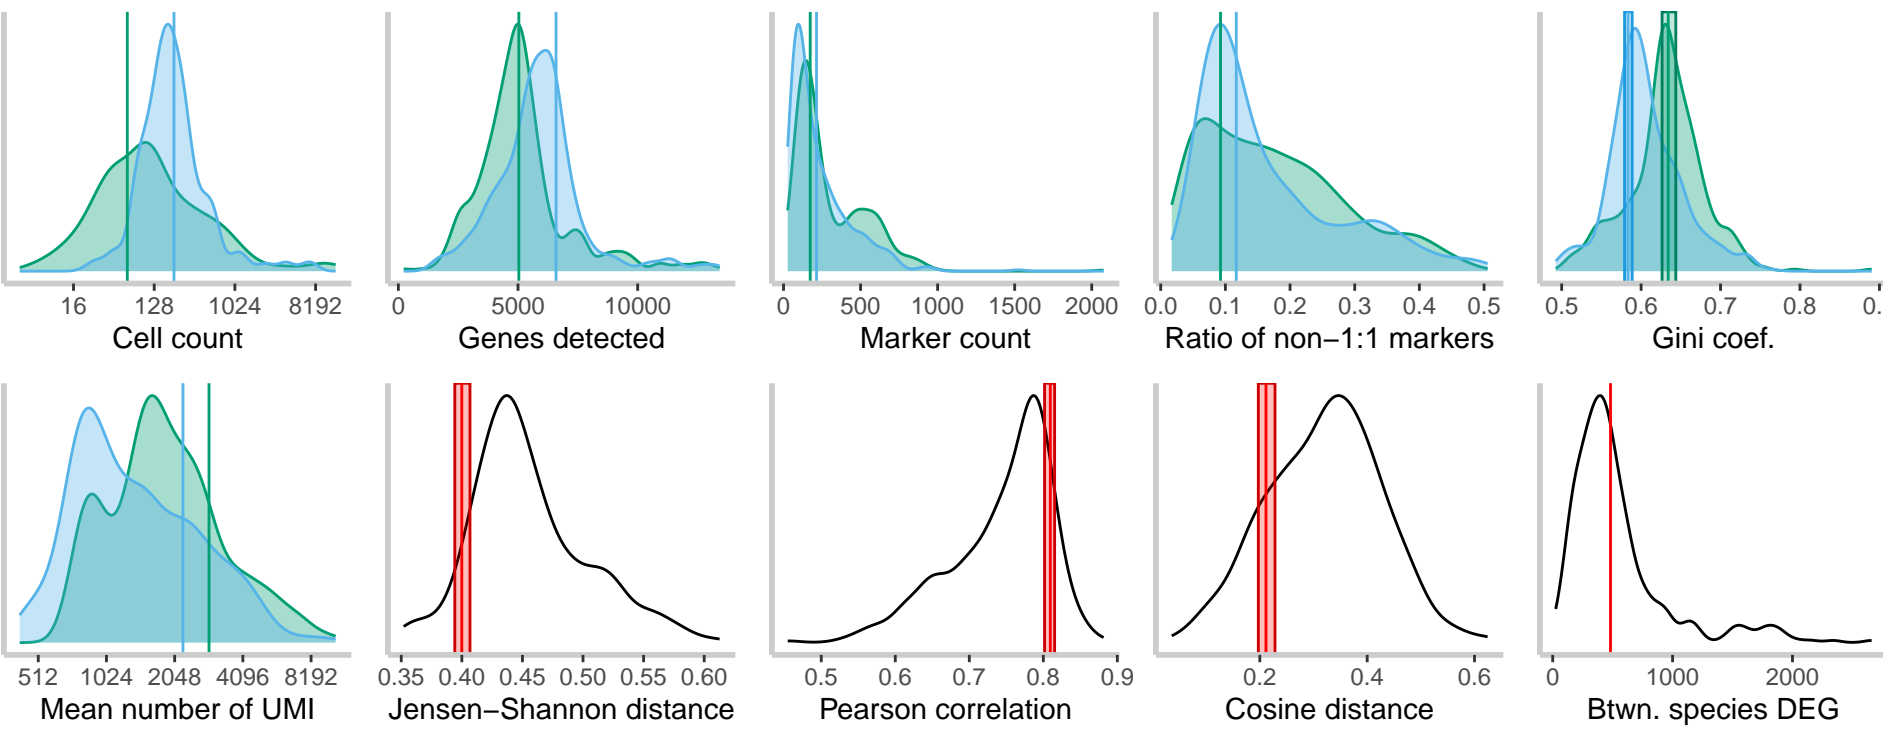 16 128 1024 8192
Cell count
0 5000 10000
Genes detected
0 500 1000 1500 2000
Marker count
0.0 0.1 0.2 0.3 0.4 0.5
Ratio of non−1:1 markers
0.5 0.6 0.7 0.8 0.
Gini coef.
512 1024 2048 4096 8192
Mean number of UMI
0.35 0.40 0.45 0.50 0.55 0.60
Jensen−Shannon distance
0.5 0.6 0.7 0.8 0.9
Pearson correlation
0.2 0.4 0.6
Cosine distance
0 1000 2000
Btwn. species DEG